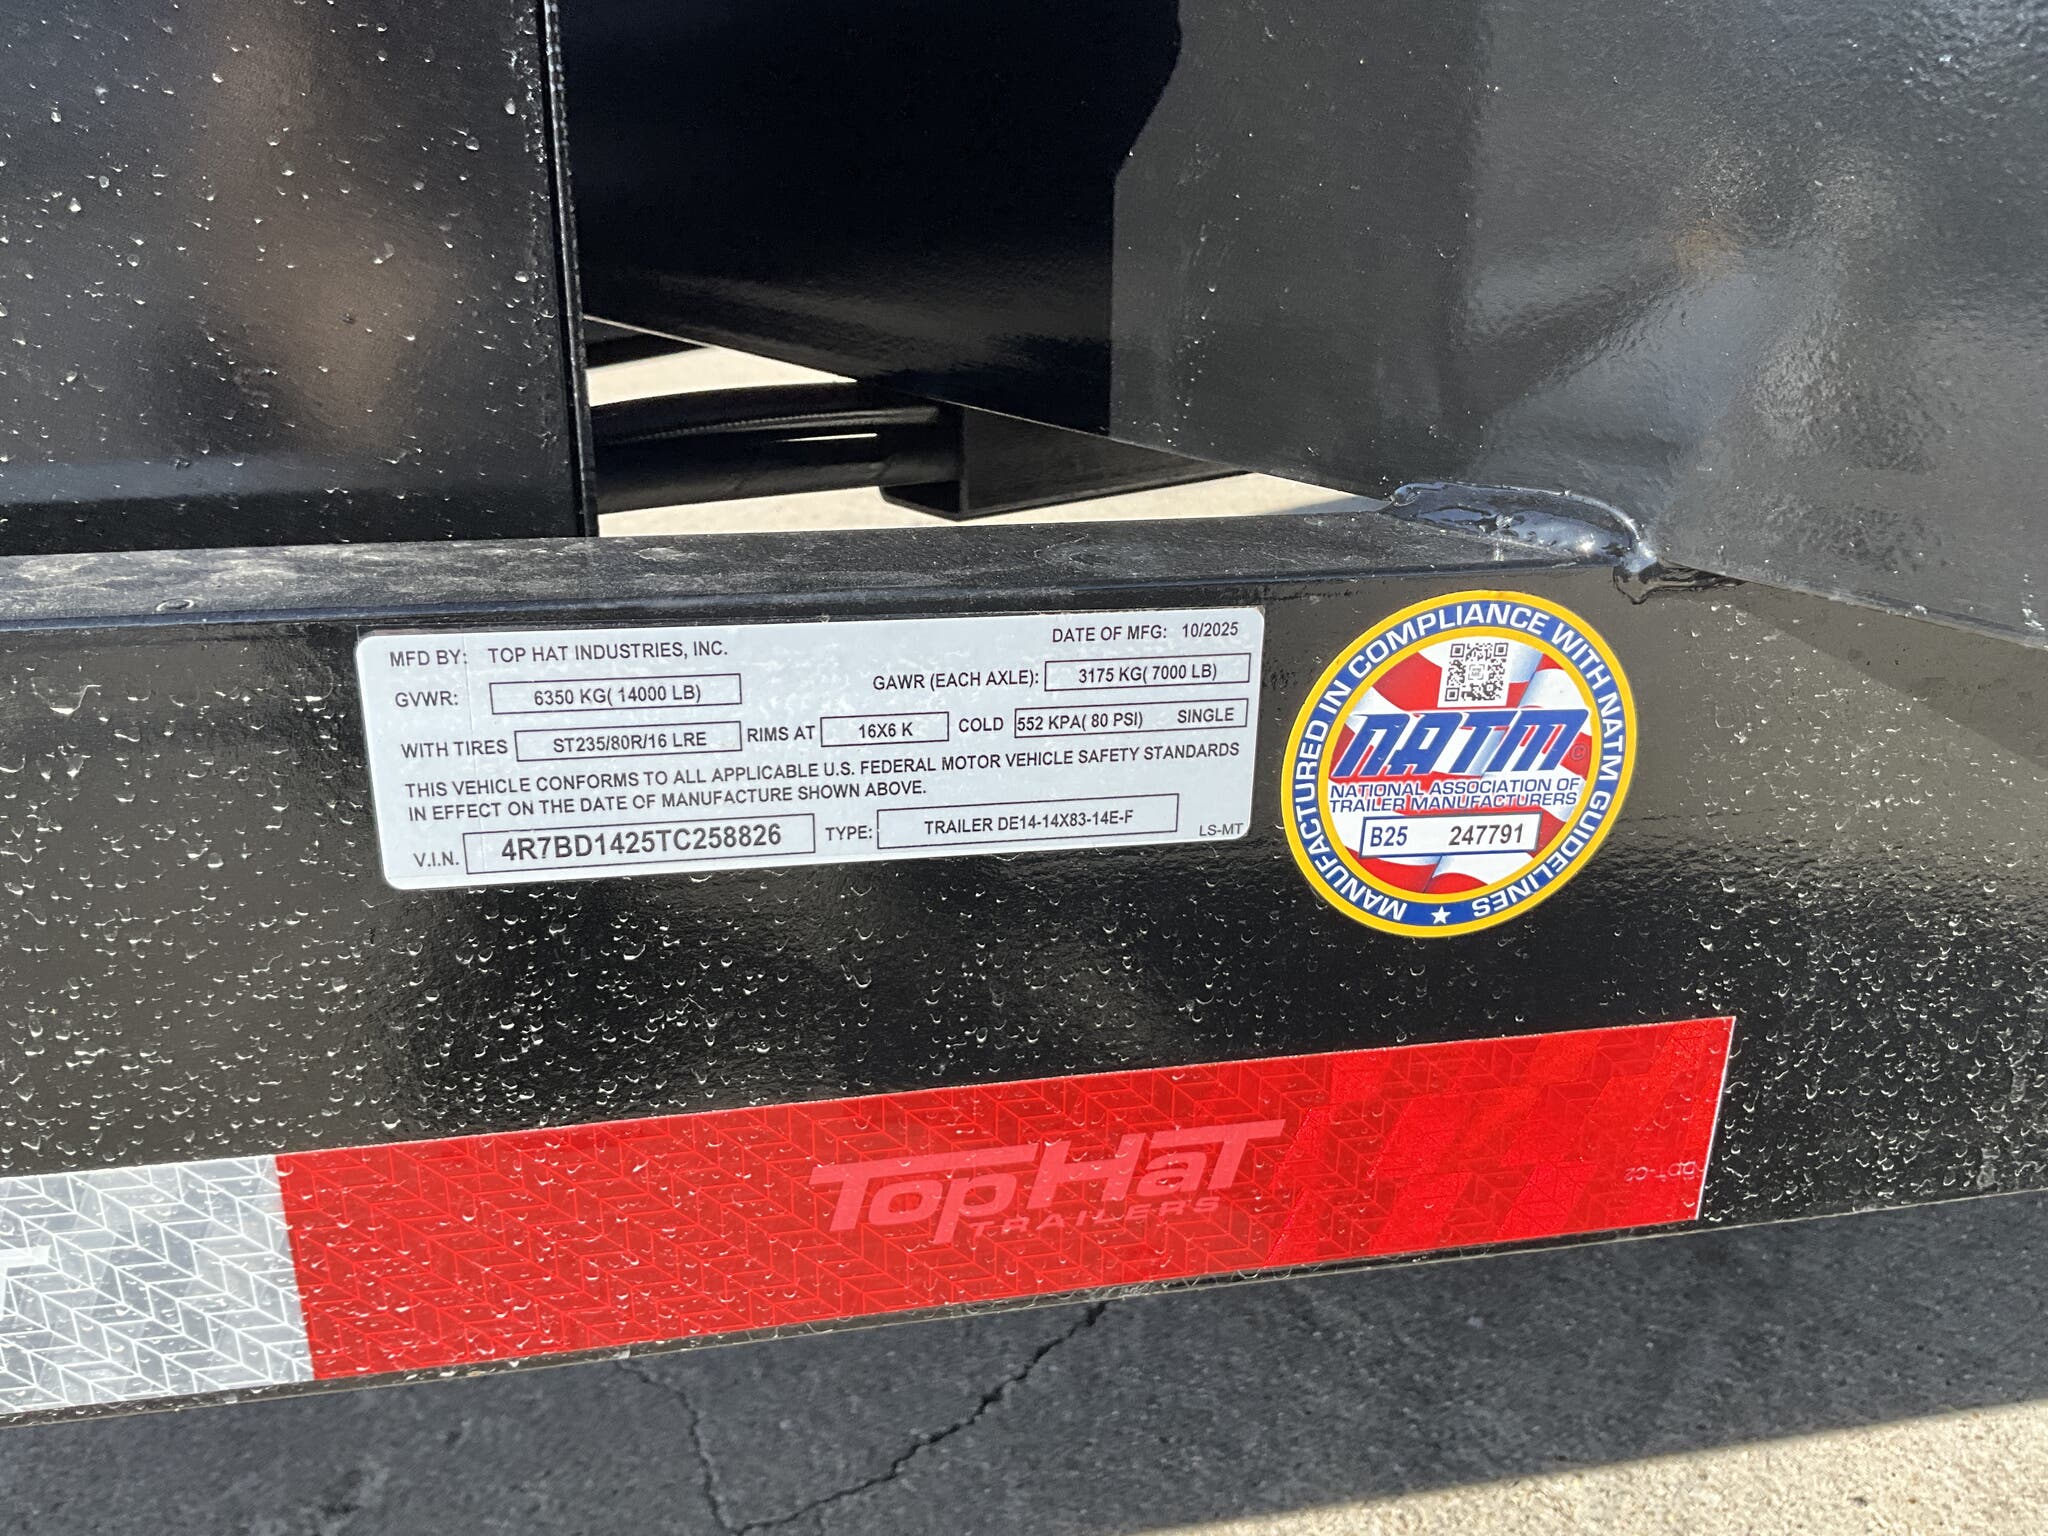 MFD BY: TOP HAT INDUSTRIES, INC. DATE OF MFG: 10/2025
GVWR: 6350 KG( 14000 LB) GAWR (EACH AXLE): 3175 KG( 7000 LB)
WITH TIRES ST235/80R/16 LRE RIMS AT 16X6 K COLD 552 KPA( 80 PSI) SINGLE
THIS VEHICLE CONFORMS TO ALL APPLICABLE U.S. FEDERAL MOTOR VEHICLE SAFETY STANDARDS
IN EFFECT ON THE DATE OF MANUFACTURE SHOWN ABOVE.
V.I.N. 4R7BD1425TC258826 TYPE: TRAILER DE14-14X83-14E-F LS-MT
MANUFACTURED IN COMPLIANCE WITH NATM GUIDELINES
NATM®
NATIONAL ASSOCIATION OF
TRAILER MANUFACTURERS
B25 247791
TOP HAT
TRAILERS
DOT-C2